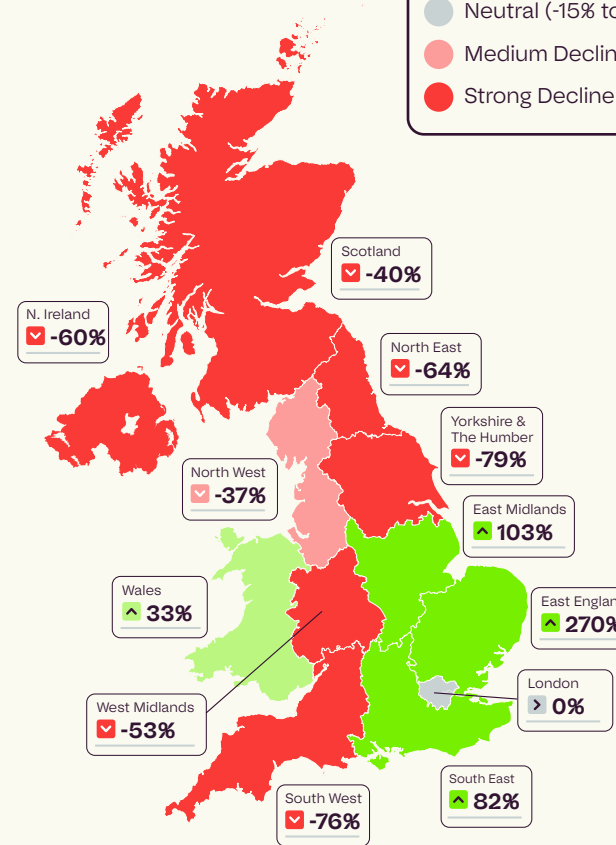 Neutral (-15% to
Medium Declin
Strong Decline
Scotland
-40%
N. Ireland
-60%
North East
-64%
Yorkshire &
The Humber
-79%
North West
-37%
East Midlands
103%
Wales
33%
East Englan
270%
London
0%
West Midlands
-53%
South East
82%
South West
-76%